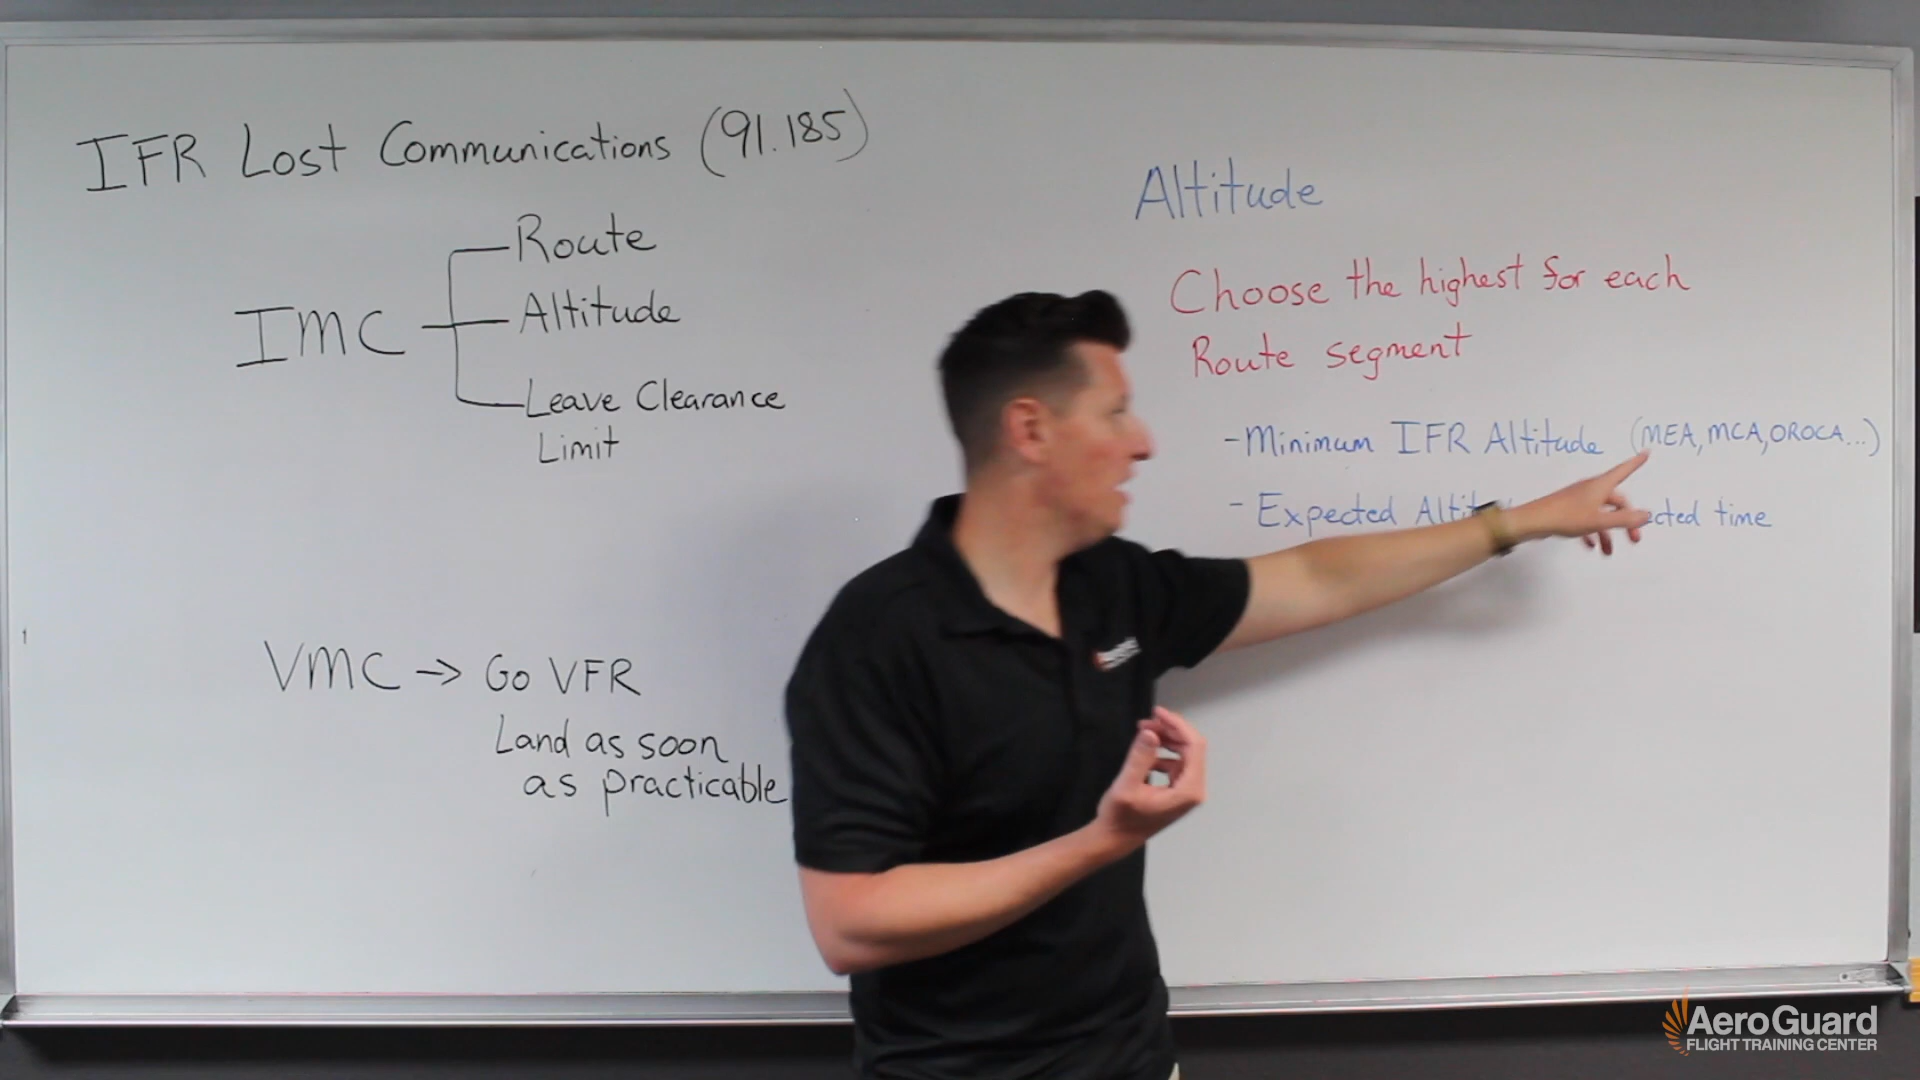 IFR Lost Communications (91.185)
IMC
Route
Altitude
Leave Clearance
Limit
VMC → Go VFR
Land as soon
as practicable
Altitude
Choose the highest for each
Route segment
- Minimum IFR Altitude (MEA, MCA, OROCA...)
- Expected time
AeroGuard
FLIGHT TRAINING CENTER